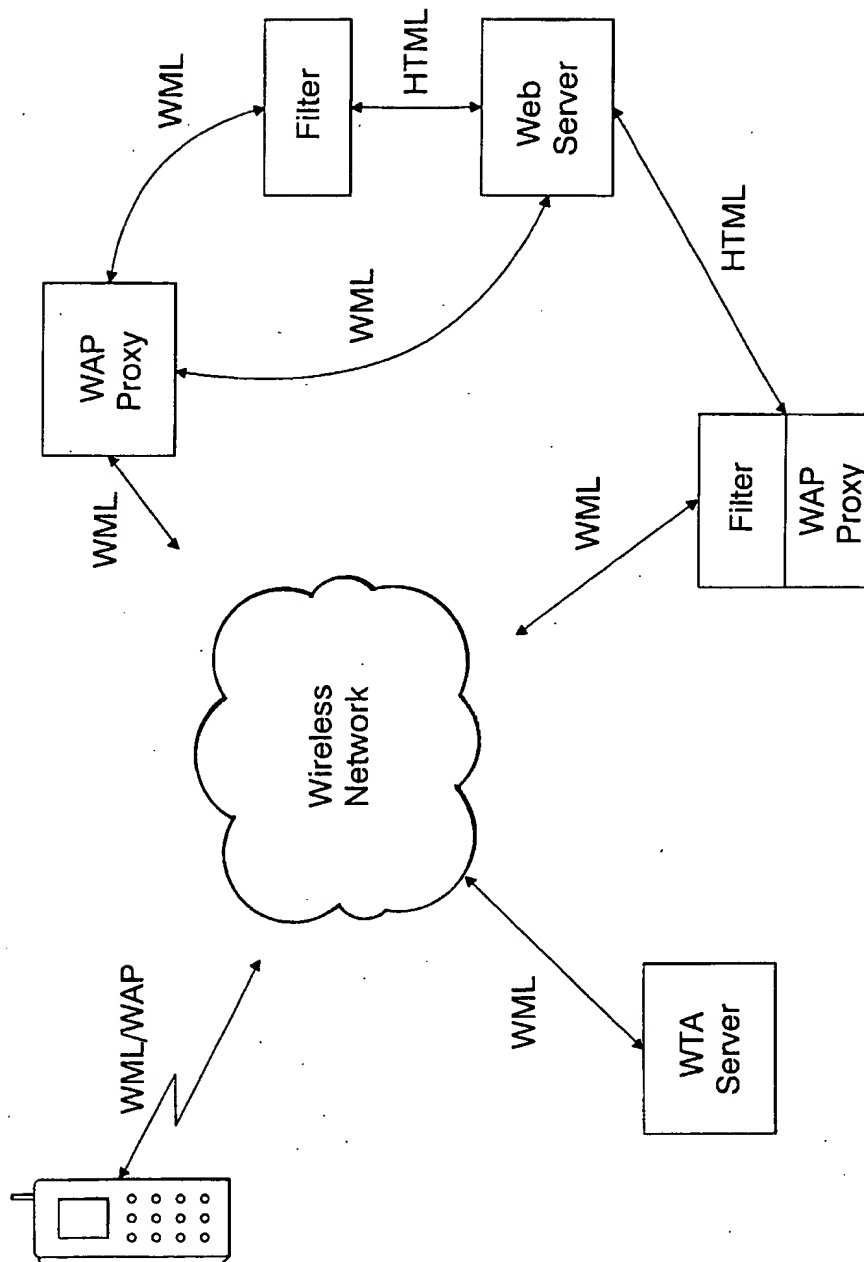 WML/WAP
WML
WAP
Proxy
WML
Filter
Wireless
Network
WML
HTML
WML
Web
Server
WML
WTA
Server
HTML
Filter
WAP
Proxy